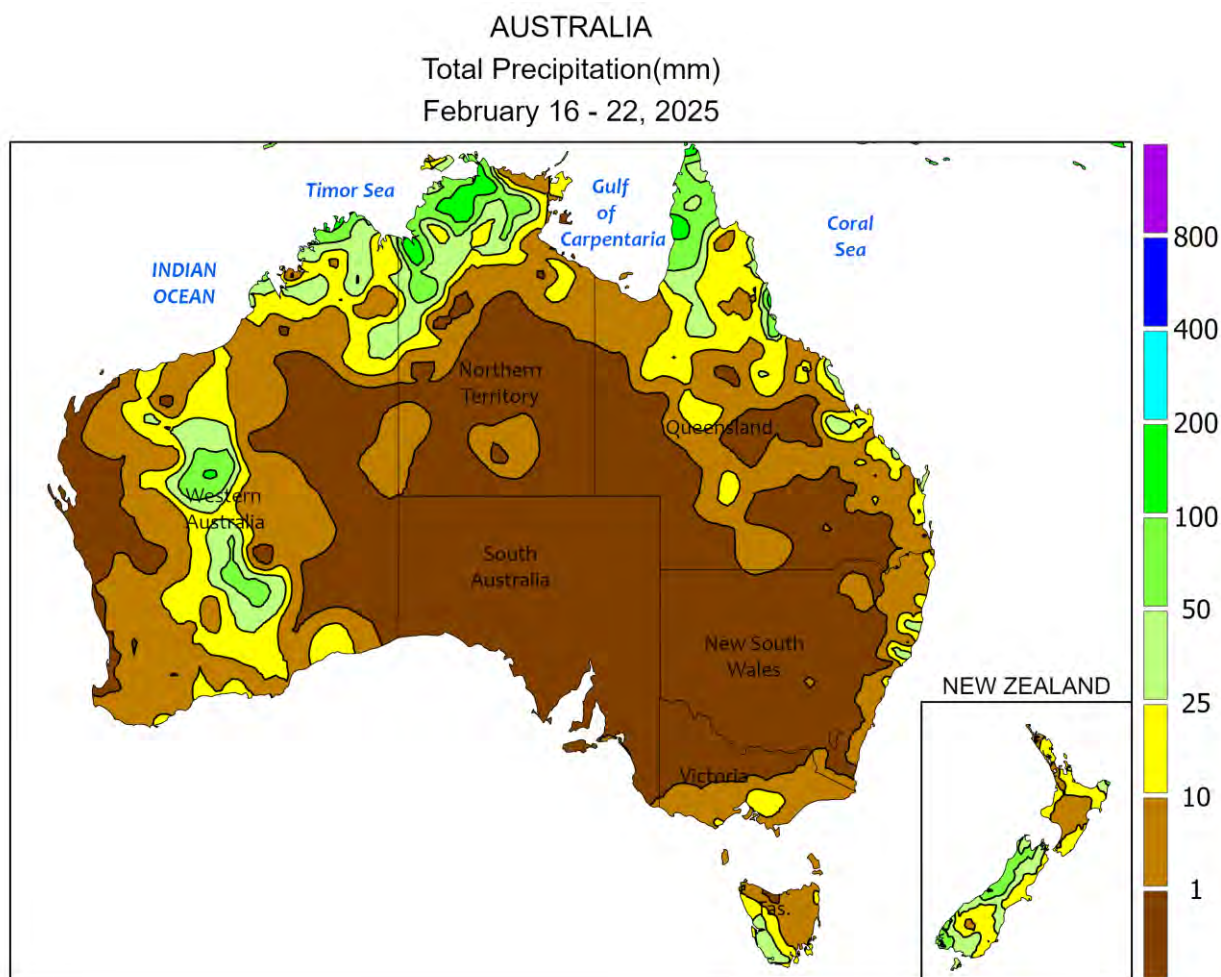 AUSTRALIA
Total Precipitation(mm)
February 16 - 22, 2025
Timor Sea
Gulf
of
Carpentaria
Coral
Sea
INDIAN
OCEAN
800
400
200
100
50
25
10
1
Northern
Territory
Queensland
Western
Australia
South
Australia
New South
Wales
NEW ZEALAND
Victoria
Tas.